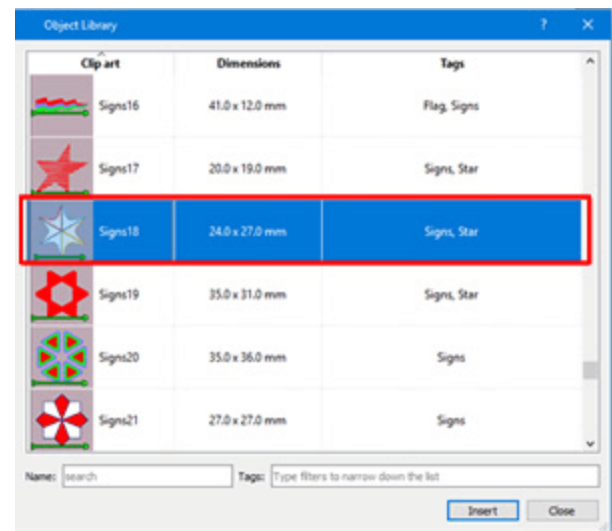 Object Library ? ×
Clip art Dimensions Tags
Signs16 41.0 x 12.0 mm Flag, Signs
Signs17 20.0 x 19.0 mm Signs, Star
Signs18 24.0 x 27.0 mm Signs, Star
Signs19 35.0 x 31.0 mm Signs, Star
Signs20 35.0 x 36.0 mm Signs
Signs21 27.0 x 27.0 mm Signs
Name: search Tags: Type filters to narrow down the list
Insert Close